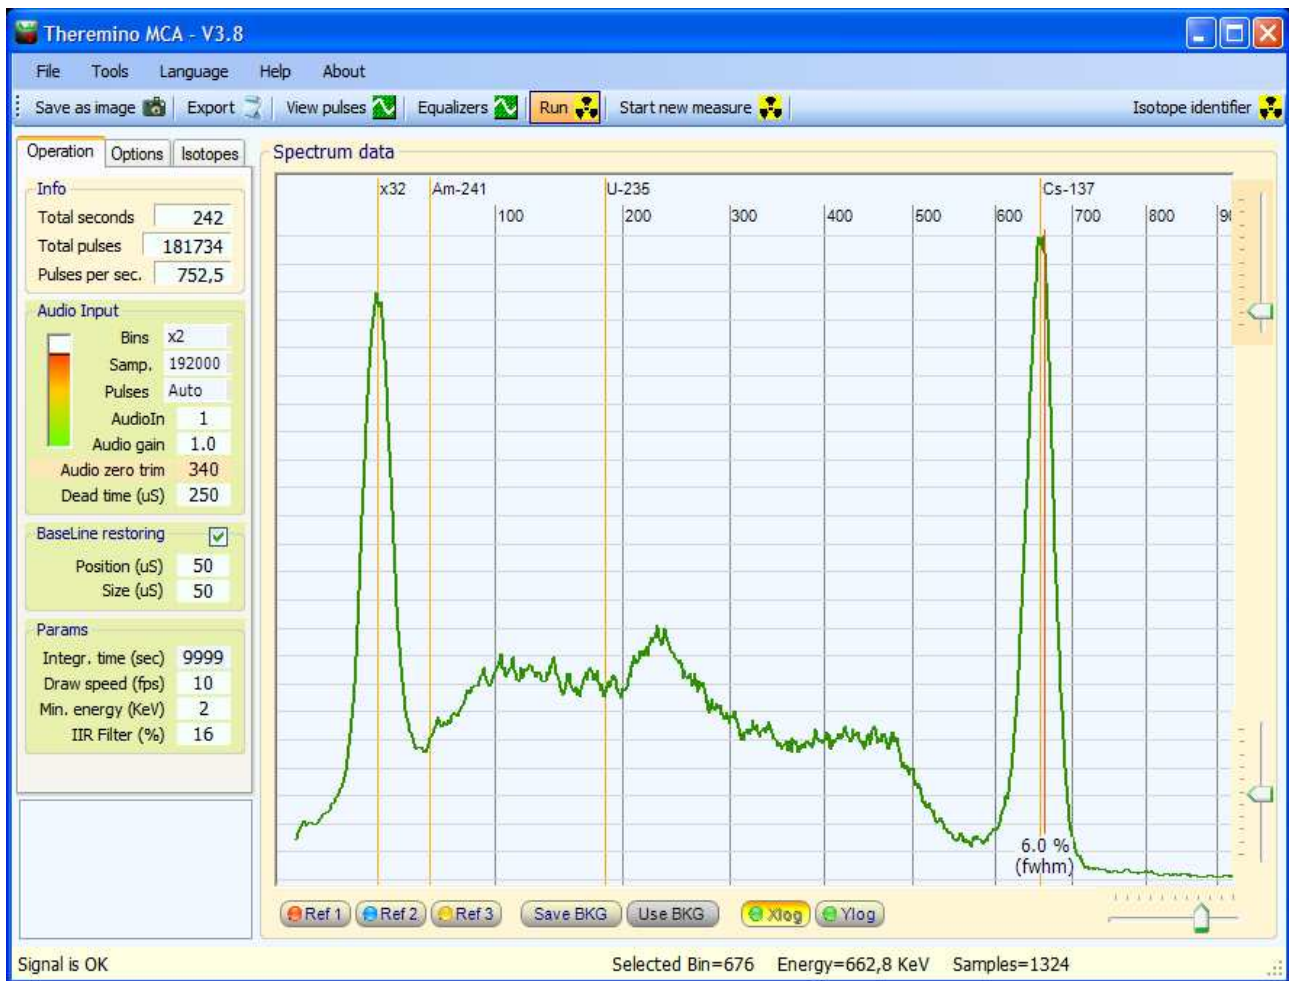 Theremino MCA - V3.8
File Tools Language Help About
Save as image Export View pulses Equalizers Run Start new measure Isotope identifier
Operation Options Isotopes
Info
Total seconds 242
Total pulses 181734
Pulses per sec. 752,5
Audio Input
Bins x2
Samp. 192000
Pulses Auto
AudioIn 1
Audio gain 1.0
Audio zero trim 340
Dead time (uS) 250
BaseLine restoring
Position (uS) 50
Size (uS) 50
Params
Integr. time (sec) 9999
Draw speed (fps) 10
Min. energy (KeV) 2
IIR Filter (%) 16
Spectrum data
x32 Am-241 U-235 Cs-137
100 200 300 400 500 600 700 800
6.0 %
(fwhm)
Ref 1 Ref 2 Ref 3 Save BKG Use BKG Xlog Ylog
Signal is OK Selected Bin=676 Energy=662,8 KeV Samples=1324